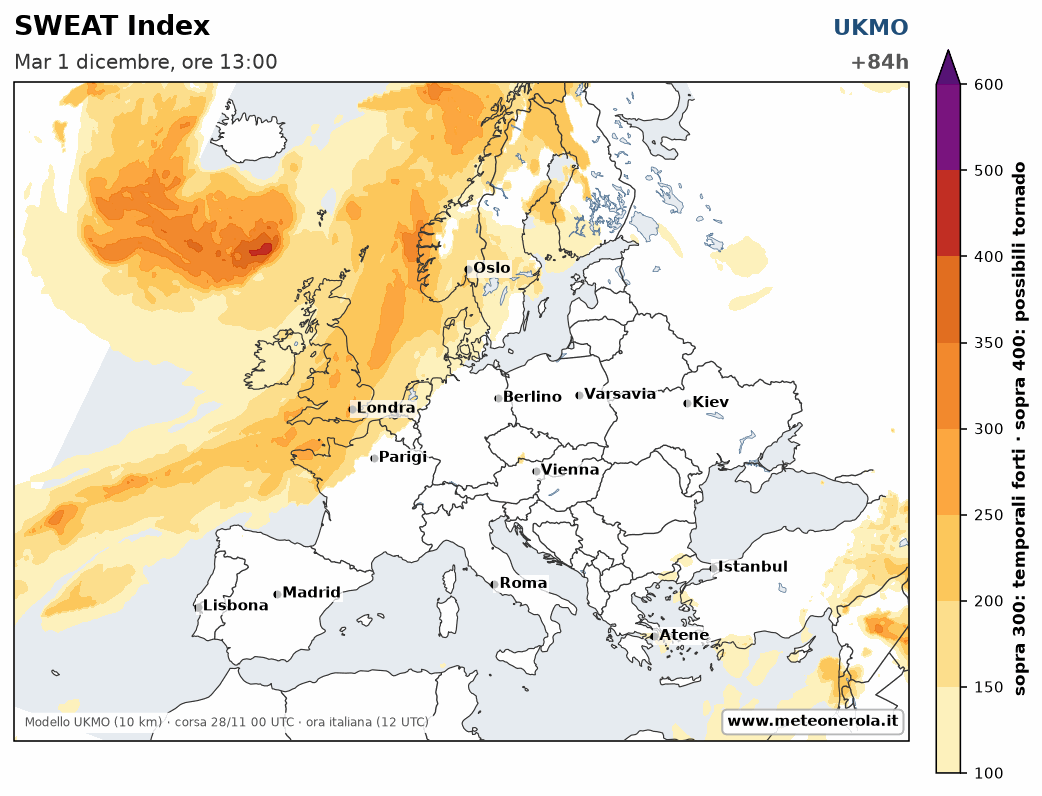 SWEAT Index
UKMO
Mar 1 dicembre, ore 13:00
+84h
600
500
400
350
300
250
200
150
100
sopra 300: temporali forti · sopra 400: possibili tornado
Oslo
Berlino
Varsavia
Kiev
Londra
Parigi
Vienna
Istanbul
Roma
Madrid
Lisbona
Atene
Modello UKMO (10 km) · corsa 28/11 00 UTC · ora italiana (12 UTC)
www.meteonerola.it